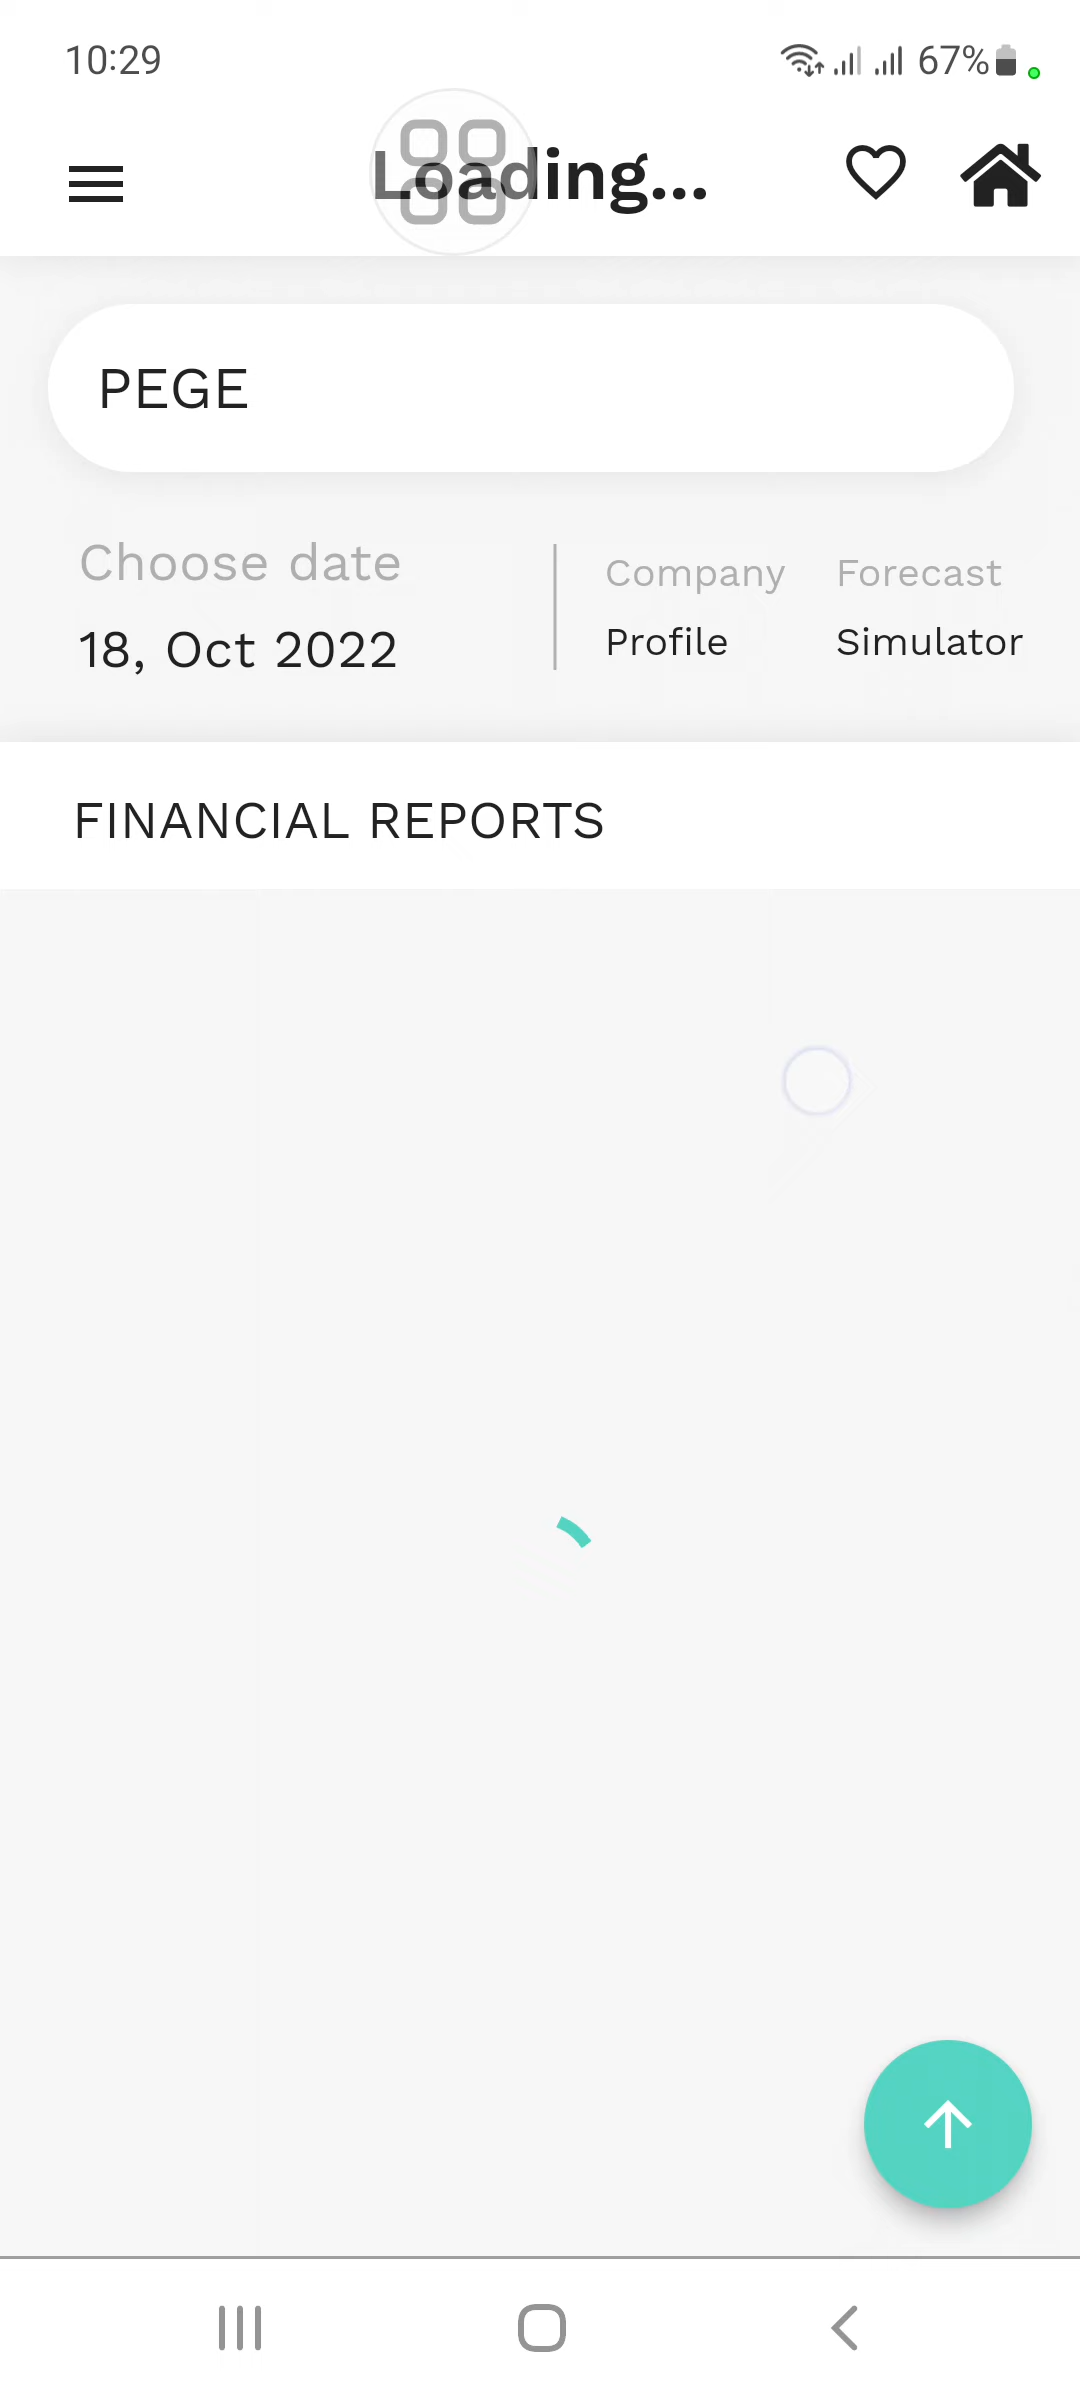 10:29 67%
Loading...
PEGE
Choose date
18, Oct 2022
Company
Profile
Forecast
Simulator
FINANCIAL REPORTS